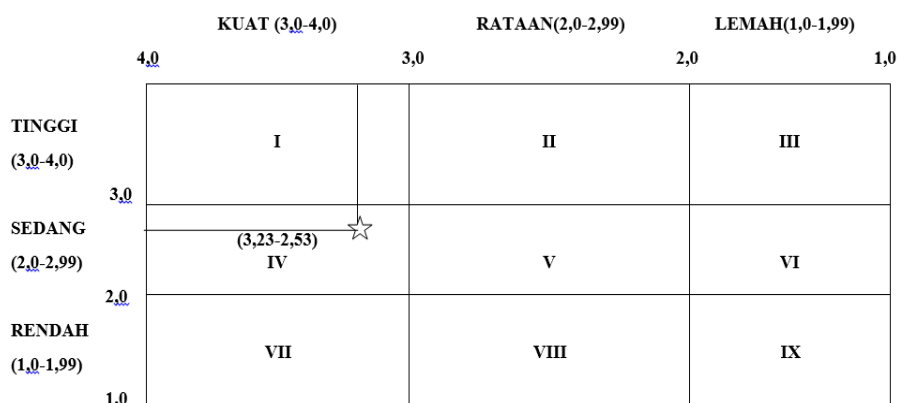 KUAT (3,0-4,0) RATAAN(2,0-2,99) LEMAH(1,0-1,99)
4,0 3,0 2,0 1,0
TINGGI
(3,0-4,0)
I II III
3,0
SEDANG
(2,0-2,99)
(3,23-2,53)
IV V VI
2,0
RENDAH
(1,0-1,99)
VII VIII IX
1,0